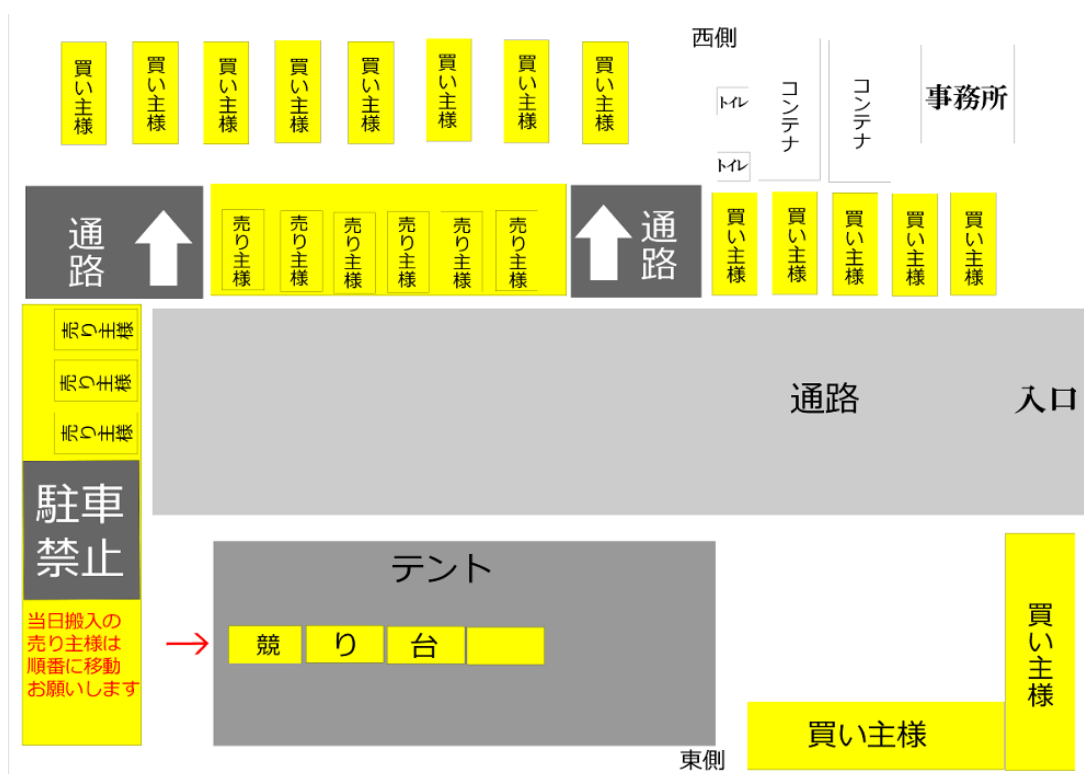 西側
買い主様
買い主様
買い主様
買い主様
買い主様
買い主様
買い主様
買い主様
トイレ
トイレ
コンテナ
コンテナ
事務所
通路
売り主様
売り主様
売り主様
売り主様
売り主様
売り主様
通路
買い主様
買い主様
買い主様
買い主様
買い主様
売り主様
売り主様
売り主様
通路
入口
駐車
禁止
当日搬入の
売り主様は
順番に移動
お願いします
テント
競り台
買い主様
買い主様
東側